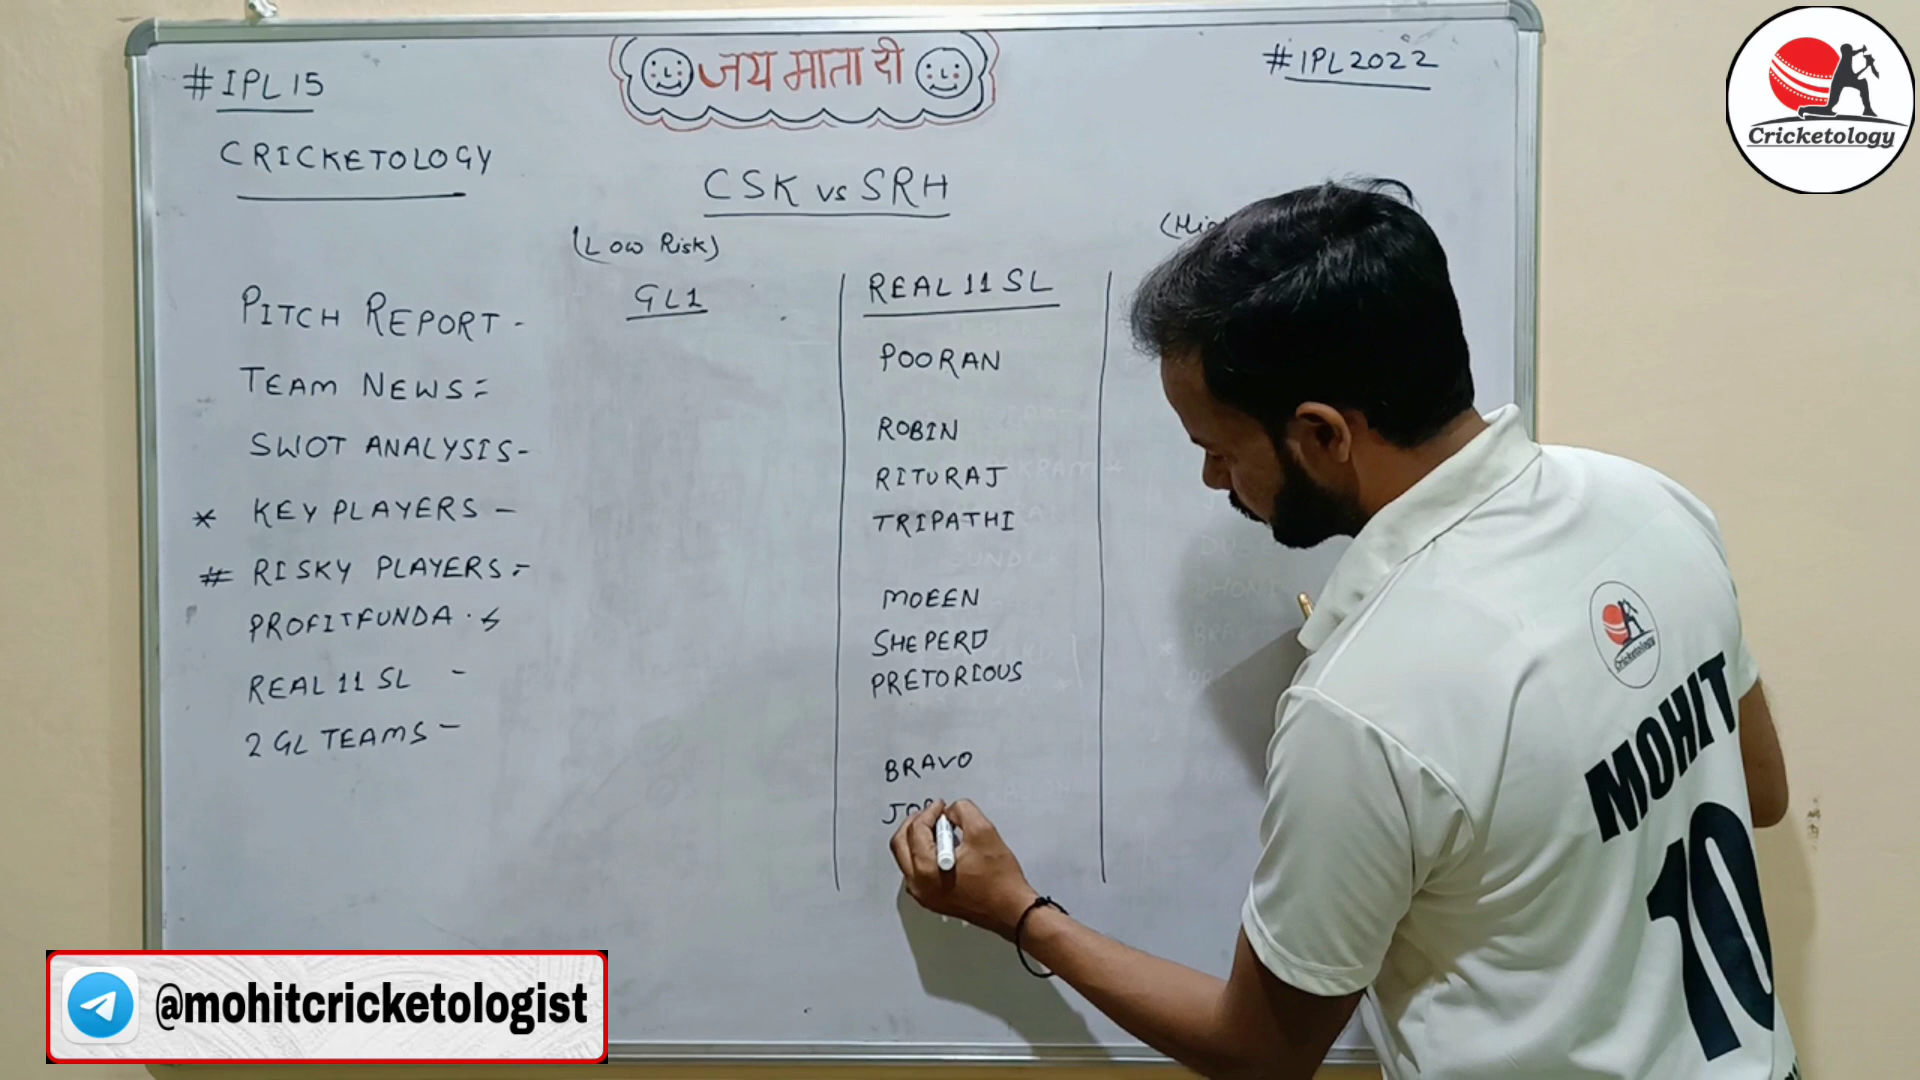 #IPL15
जय माता दी
#IPL2022
Cricketology
CRICKETOLOGY
CSK vs SRH
(Low Risk)
GL1
PITCH REPORT -
TEAM NEWS =
SWOT ANALYSIS -
* KEY PLAYERS -
# RISKY PLAYERS :-
PROFITFUNDA .
REAL 11 SL -
2 GL TEAMS -
REAL 11 SL
POORAN
ROBIN
RITURAJ
TRIPATHI
MOEEN
SHEPERD
PRETORIOUS
BRAVO
Cricketology
MOHIT
10
@mohitcricketologist